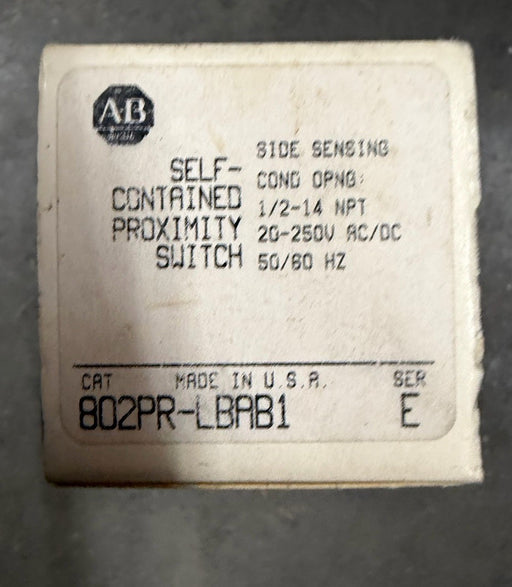 AB
SELF-
CONTAINED
PROXIMITY
SWITCH
SIDE SENSING
COND OPNG:
1/2-14 NPT
20-250V AC/DC
50/60 HZ
CAT MADE IN U.S.A. SER
802PR-LBAB1 E